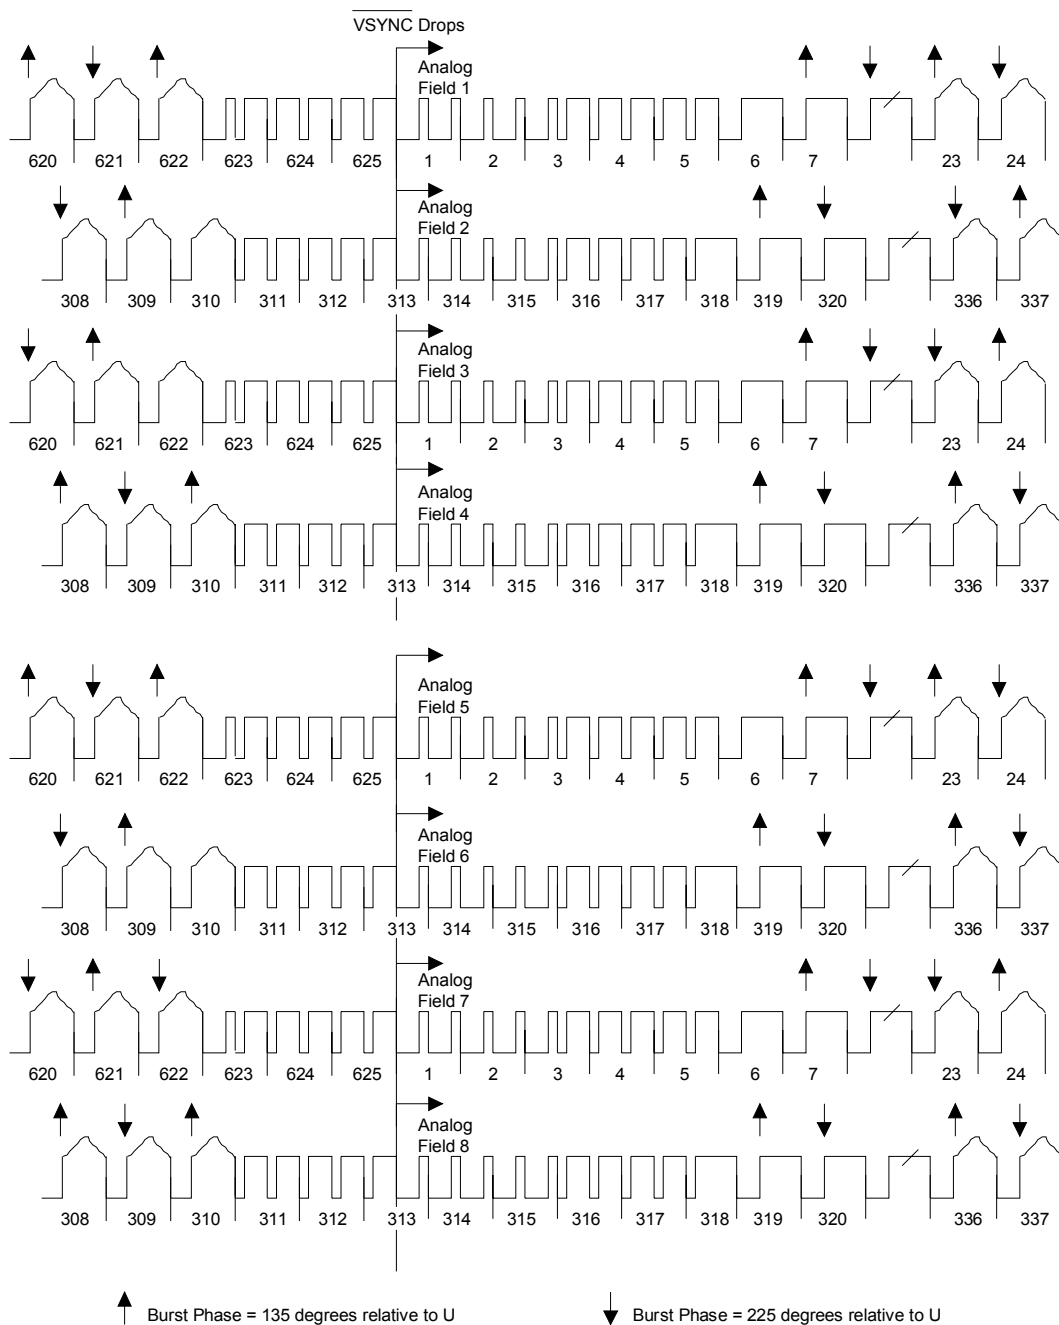 VSYNC Drops
Analog
Field 1
620 621 622 623 624 625 1 2 3 4 5 6 7 23 24
Analog
Field 2
308 309 310 311 312 313 314 315 316 317 318 319 320 336 337
Analog
Field 3
620 621 622 623 624 625 1 2 3 4 5 6 7 23 24
Analog
Field 4
308 309 310 311 312 313 314 315 316 317 318 319 320 336 337
Analog
Field 5
620 621 622 623 624 625 1 2 3 4 5 6 7 23 24
Analog
Field 6
308 309 310 311 312 313 314 315 316 317 318 319 320 336 337
Analog
Field 7
620 621 622 623 624 625 1 2 3 4 5 6 7 23 24
Analog
Field 8
308 309 310 311 312 313 314 315 316 317 318 319 320 336 337
Burst Phase = 135 degrees relative to U Burst Phase = 225 degrees relative to U